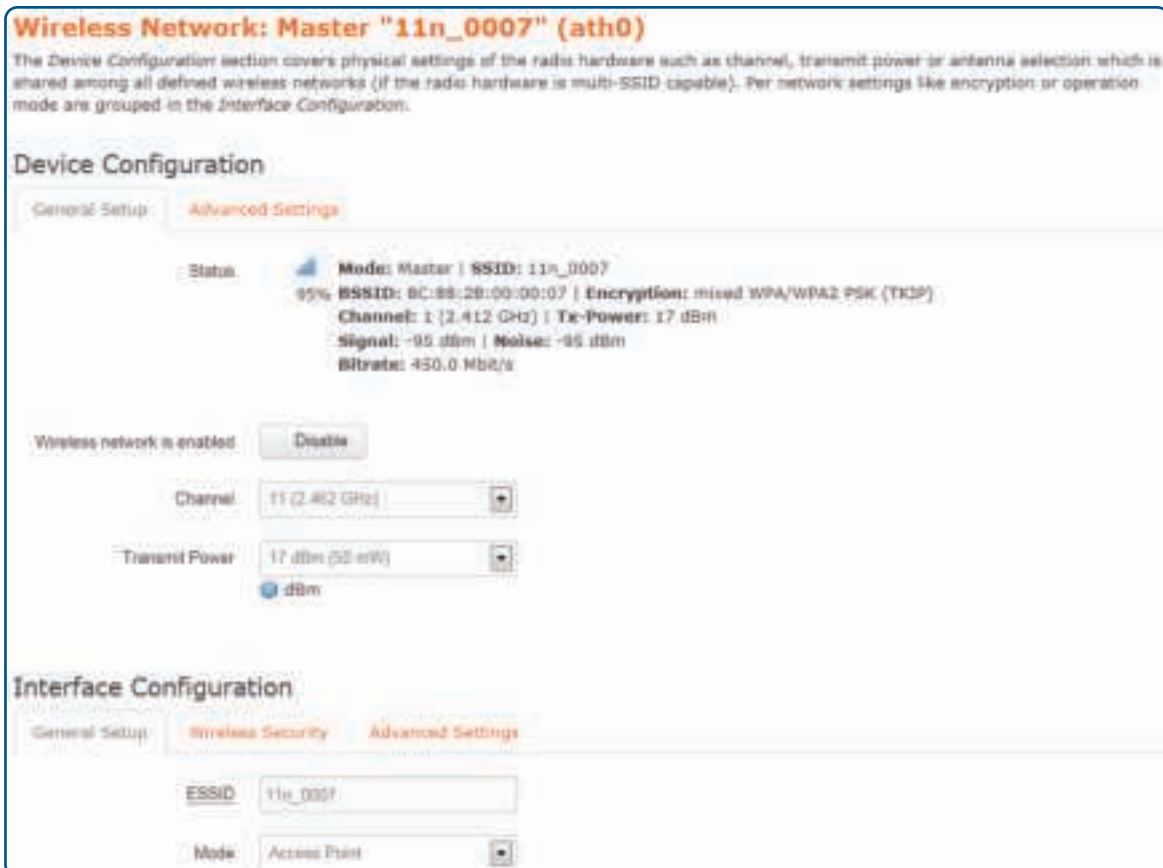 Wireless Network: Master "11n_0007" (ath0)
The Device Configuration section covers physical settings of the radio hardware such as channel, transmit power or antenna selection which is
shared among all defined wireless networks (if the radio hardware is multi-SSID capable). Per network settings like encryption or operation
mode are grouped in the Interface Configuration.
Device Configuration
General Setup Advanced Settings
Status Mode: Master | SSID: 11n_0007
95% BSSID: 8C:88:2B:00:00:07 | Encryption: mixed WPA/WPA2 PSK (TKIP)
Channel: 1 (2.412 GHz) | Tx-Power: 17 dBm
Signal: -95 dBm | Noise: -95 dBm
Bitrate: 450.0 Mbit/s
Wireless network is enabled Disable
Channel 11 (2.462 GHz)
Transmit Power 17 dBm (50 mW)
dBm
Interface Configuration
General Setup Wireless Security Advanced Settings
ESSID 11n_0007
Mode Access Point